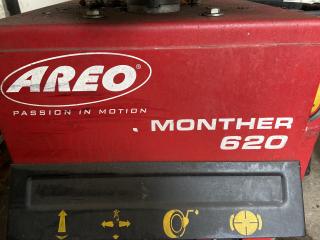 AREO
PASSION IN MOTION
MONTHER
620